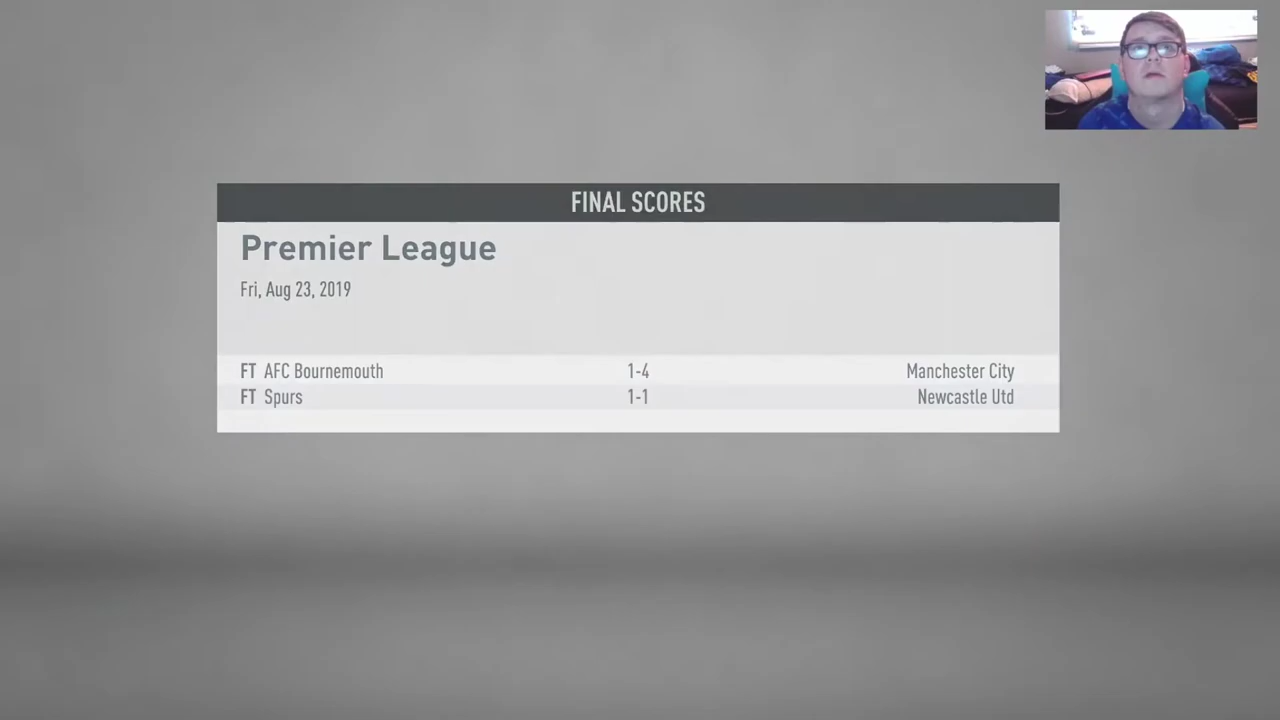 FINAL SCORES
Premier League
Fri, Aug 23, 2019
FT AFC Bournemouth 1-4 Manchester City
FT Spurs 1-1 Newcastle Utd